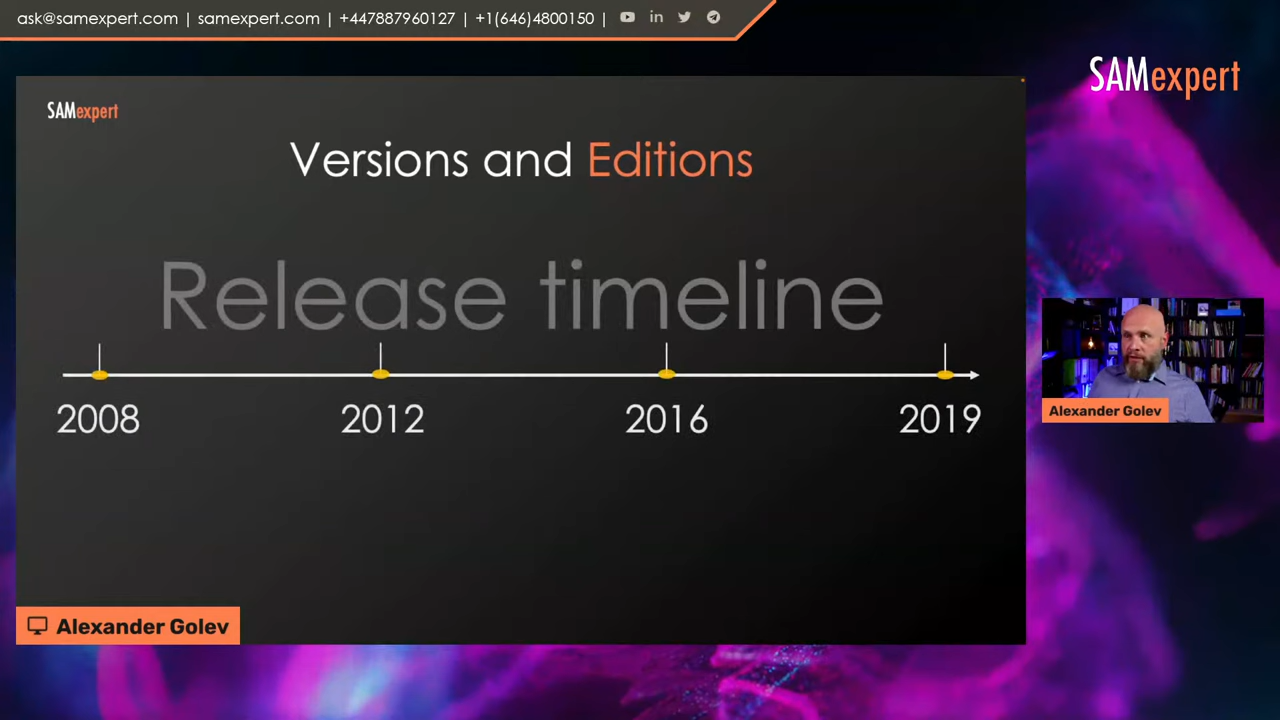 ask@samexpert.com | samexpert.com | +447887960127 | +1(646)4800150 |
SAMexpert
SAMexpert
Versions and Editions
Release timeline
2008 2012 2016 2019
Alexander Golev
Alexander Golev